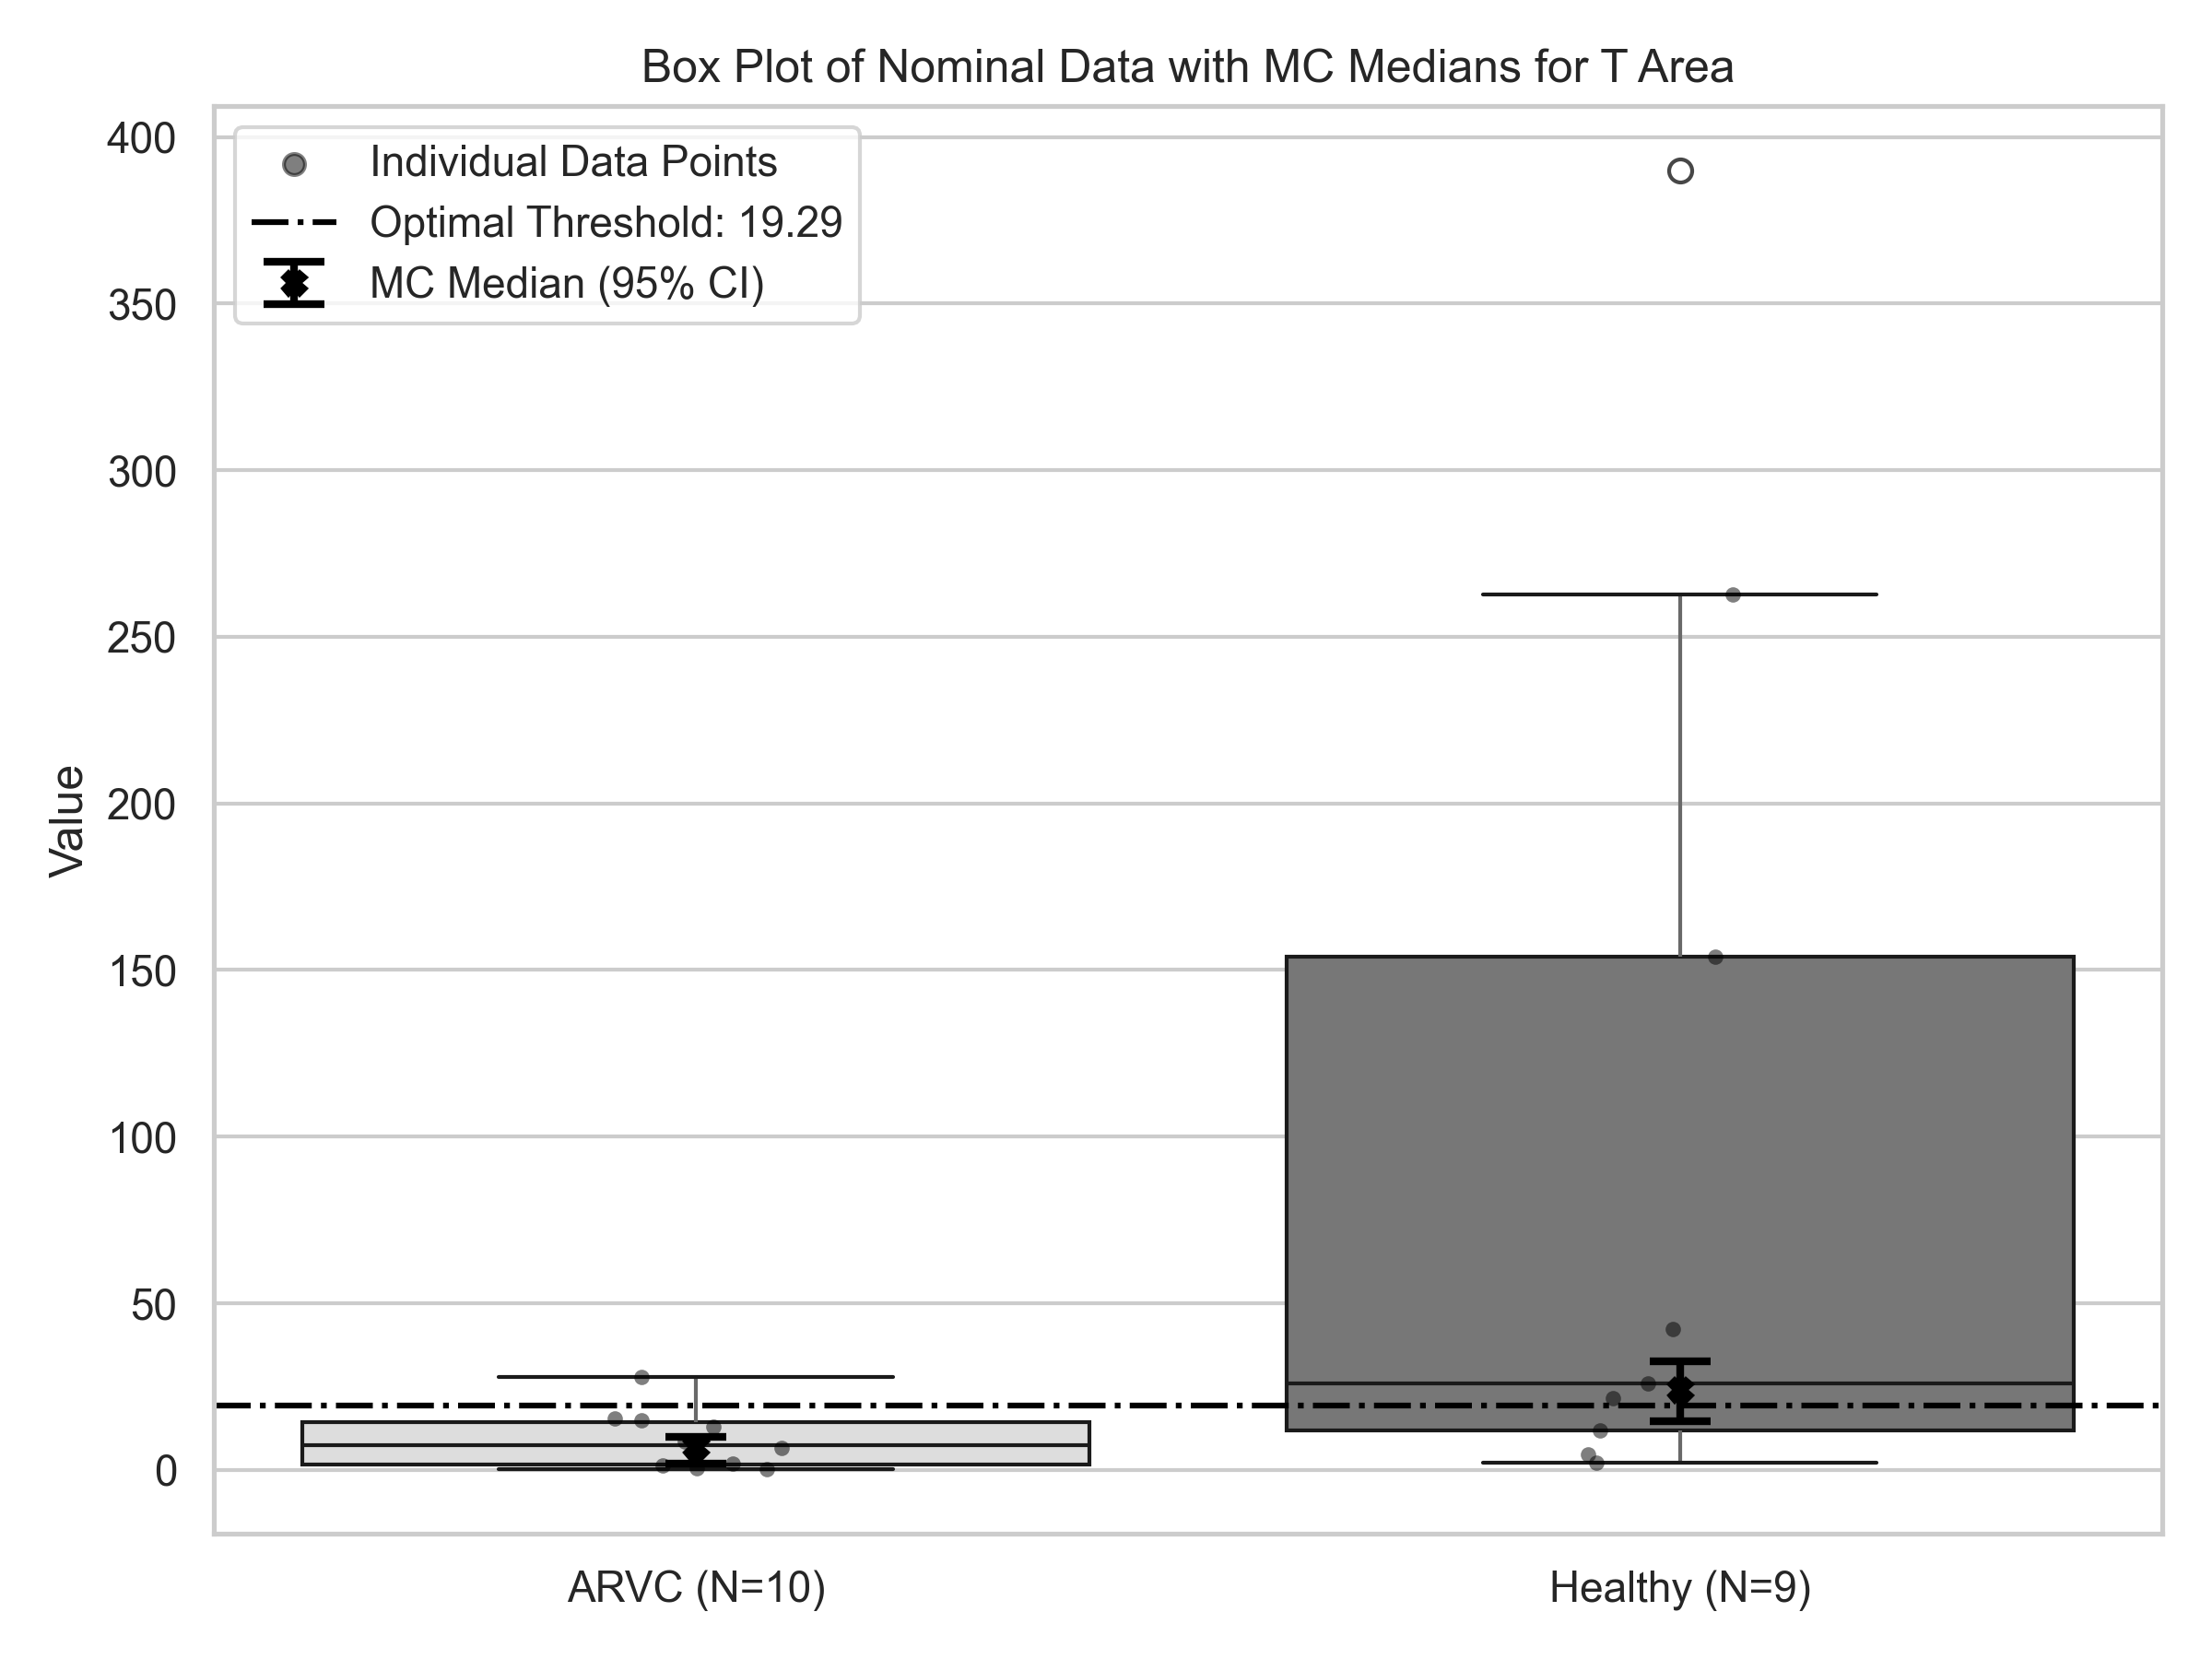 Box Plot of Nominal Data with MC Medians for T Area
Individual Data Points
Optimal Threshold: 19.29
MC Median (95% CI)
400
350
300
250
200
150
100
50
0
Value
ARVC (N=10)
Healthy (N=9)